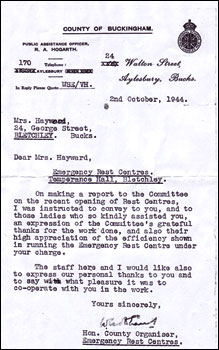 COUNTY OF BUCKINGHAM.
PUBLIC ASSISTANCE OFFICER,
R. A. HOGARTH.
170
Telephone:
AYLESBURY
In Reply Please Quote WSE/VH.
24
Walton Street,
Aylesbury, Bucks.
2nd October, 1944.
Mrs. Hayward,
24, George Street,
BLETCHLEY. Bucks.
Dear Mrs. Hayward,
Emergency Rest Centres.
Temperance Hall, Bletchley.
On making a report to the Committee
on the recent opening of Rest Centres,
I was instructed to convey to you, and to
those ladies who so kindly assisted you,
an expression of the Committee's grateful
thanks for the work done, and also their
high appreciation of the efficiency shown
in running the Emergency Rest Centre under
your charge.
The staff here and I would like also
to express our personal thanks to you and
to say with what pleasure it was to
co-operate with you in the work.
Yours sincerely,
Hon. County Organiser,
Emergency Rest Centres.